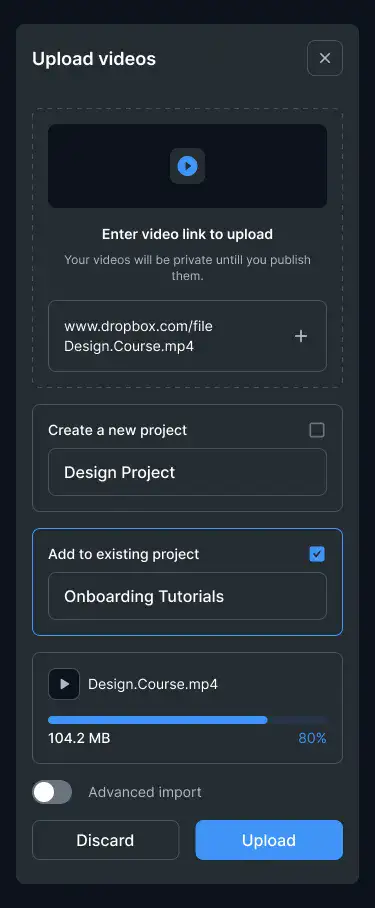 Upload videos
Enter video link to upload
Your videos will be private untill you publish
them.
www.dropbox.com/file
Design.Course.mp4
Create a new project
Design Project
Add to existing project
Onboarding Tutorials
Design.Course.mp4
104.2 MB 80%
Advanced import
Discard Upload